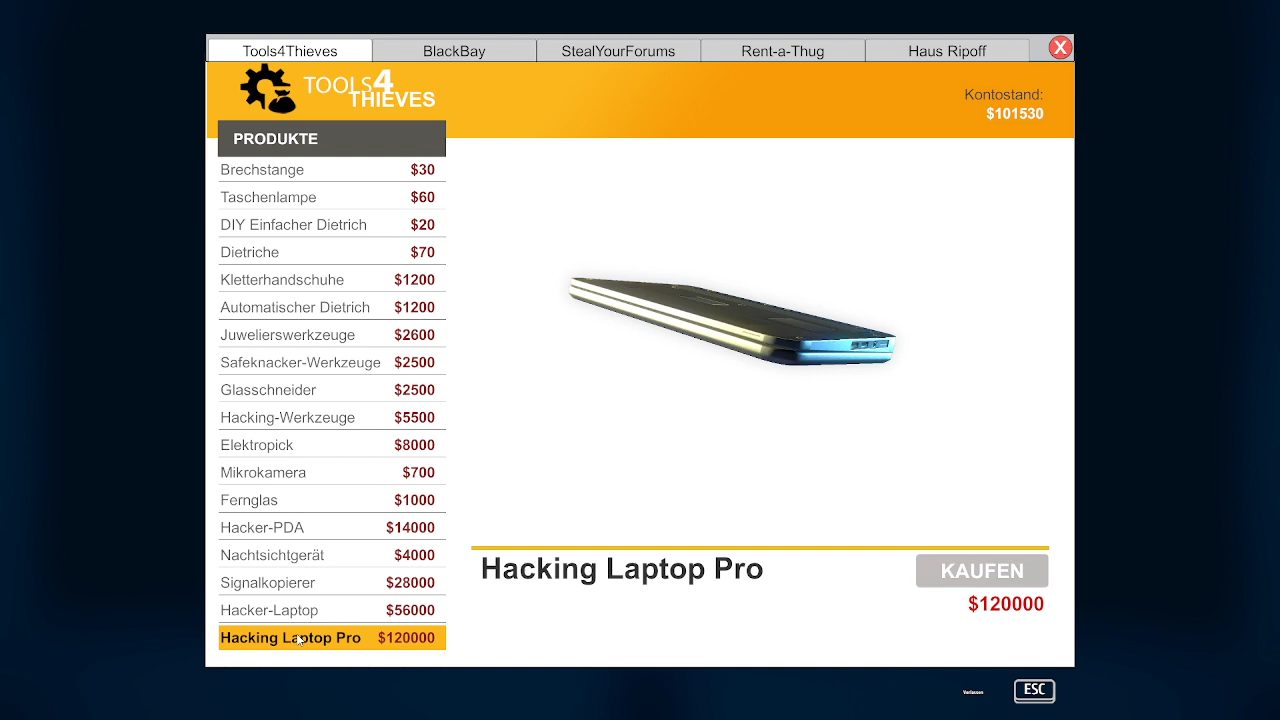 Tools4Thieves
BlackBay
StealYourForums
Rent-a-Thug
Haus Ripoff
X
TOOLS4
THIEVES
Kontostand:
$101530
PRODUKTE
Brechstange $30
Taschenlampe $60
DIY Einfacher Dietrich $20
Dietriche $70
Kletterhandschuhe $1200
Automatischer Dietrich $1200
Juwelierswerkzeuge $2600
Safeknacker-Werkzeuge $2500
Glasschneider $2500
Hacking-Werkzeuge $5500
Elektropick $8000
Mikrokamera $700
Fernglas $1000
Hacker-PDA $14000
Nachtsichtgerät $4000
Signalkopierer $28000
Hacker-Laptop $56000
Hacking Laptop Pro $120000
Hacking Laptop Pro
KAUFEN
$120000
Verlassen
ESC